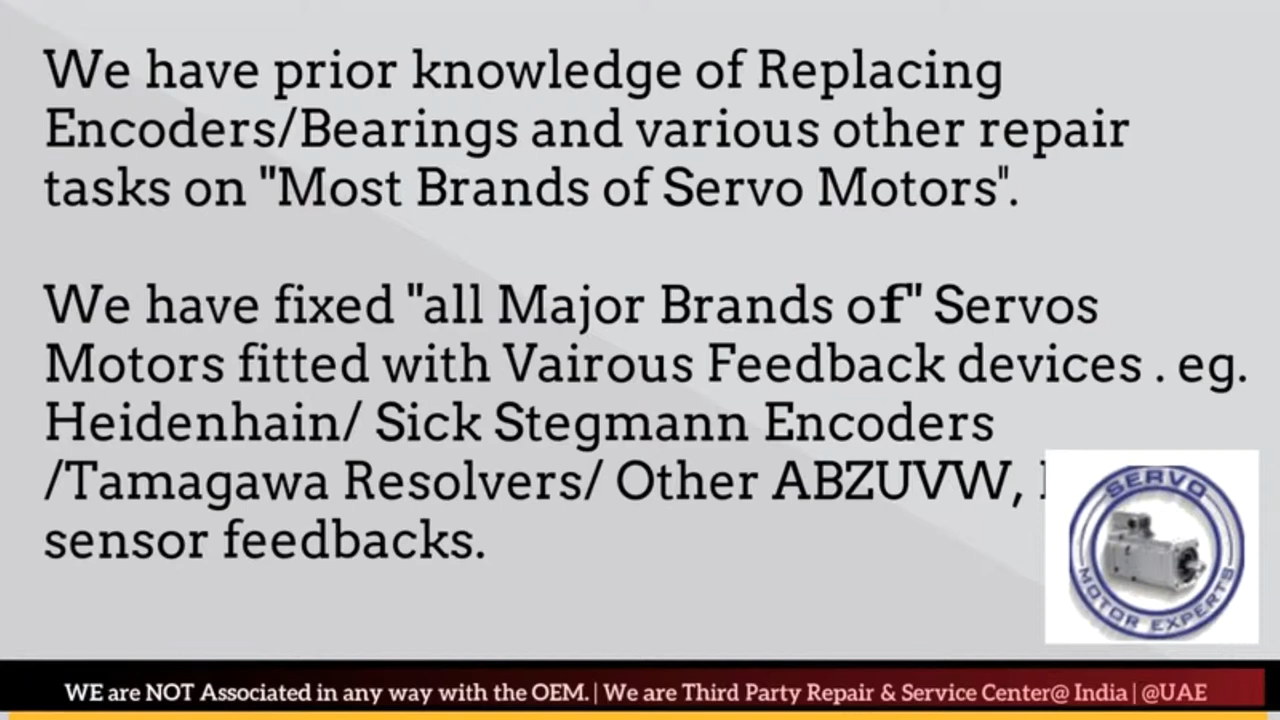 We have prior knowledge of Replacing
Encoders/Bearings and various other repair
tasks on "Most Brands of Servo Motors".
We have fixed "all Major Brands of" Servos
Motors fitted with Vairous Feedback devices . eg.
Heidenhain/ Sick Stegmann Encoders
/Tamagawa Resolvers/ Other ABZUVW,
sensor feedbacks.
SERVO
MOTOR EXPERTS
WE are NOT Associated in any way with the OEM. | We are Third Party Repair & Service Center@ India | @UAE